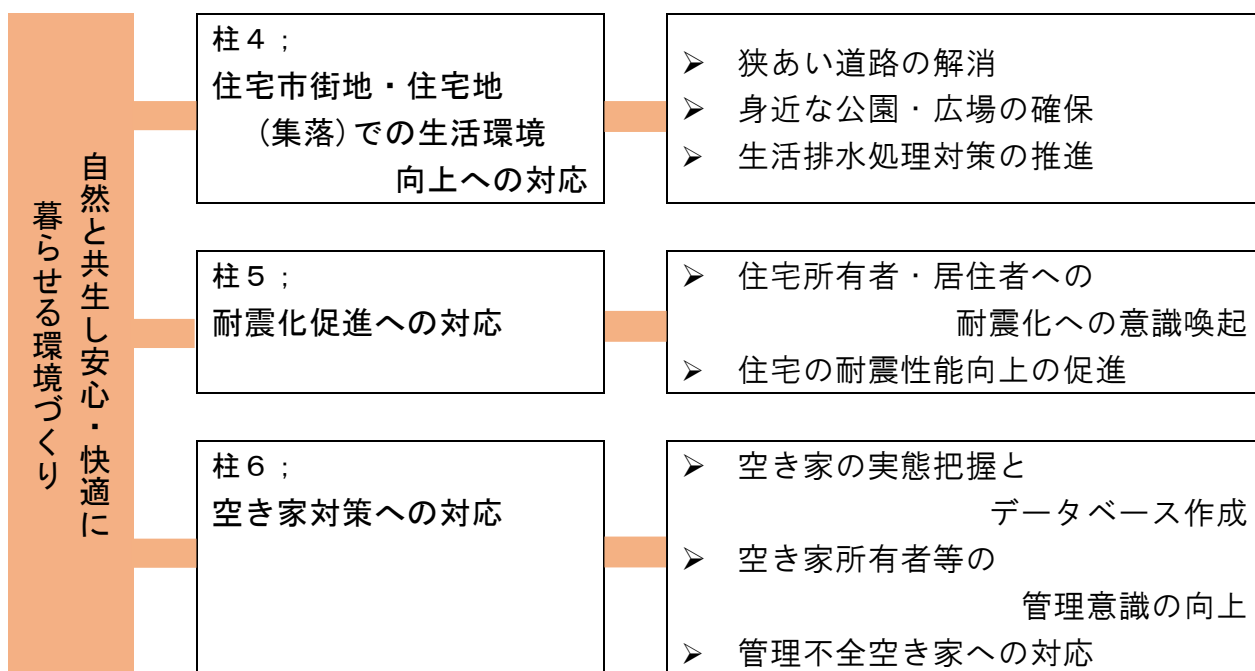 自然と共生し安心・快適に
暮らせる環境づくり
柱４；
住宅市街地・住宅地
（集落）での生活環境
向上への対応
➢ 狭あい道路の解消
➢ 身近な公園・広場の確保
➢ 生活排水処理対策の推進
柱５；
耐震化促進への対応
➢ 住宅所有者・居住者への
耐震化への意識喚起
➢ 住宅の耐震性能向上の促進
柱６；
空き家対策への対応
➢ 空き家の実態把握と
データベース作成
➢ 空き家所有者等の
管理意識の向上
➢ 管理不全空き家への対応